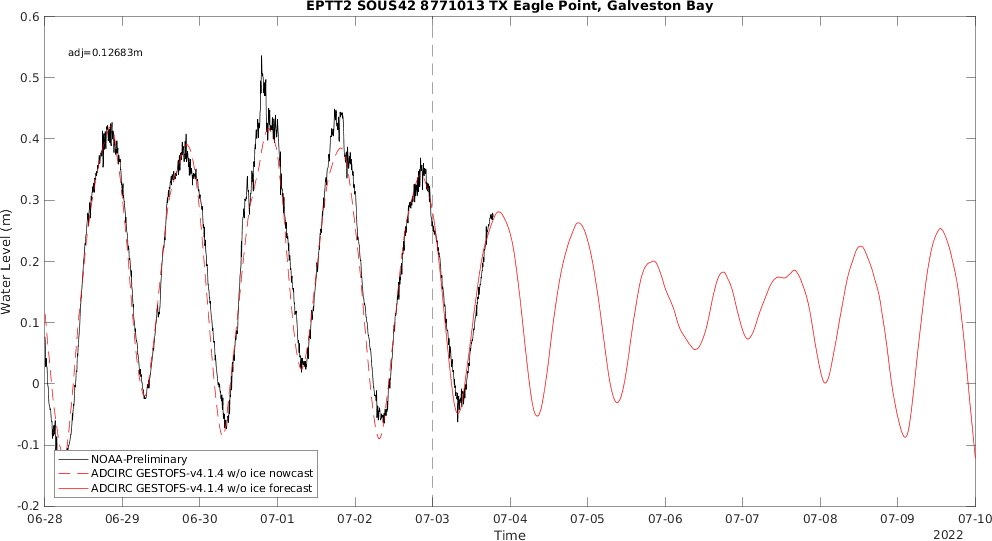 EPTT2 SOUS42 8771013 TX Eagle Point, Galveston Bay
adj=0.12683m
Water Level (m)
0.6
0.5
0.4
0.3
0.2
0.1
0
-0.1
-0.2
NOAA-Preliminary
ADCIRC GESTOFS-v4.1.4 w/o ice nowcast
ADCIRC GESTOFS-v4.1.4 w/o ice forecast
06-28 06-29 06-30 07-01 07-02 07-03 07-04 07-05 07-06 07-07 07-08 07-09 07-10
Time
2022